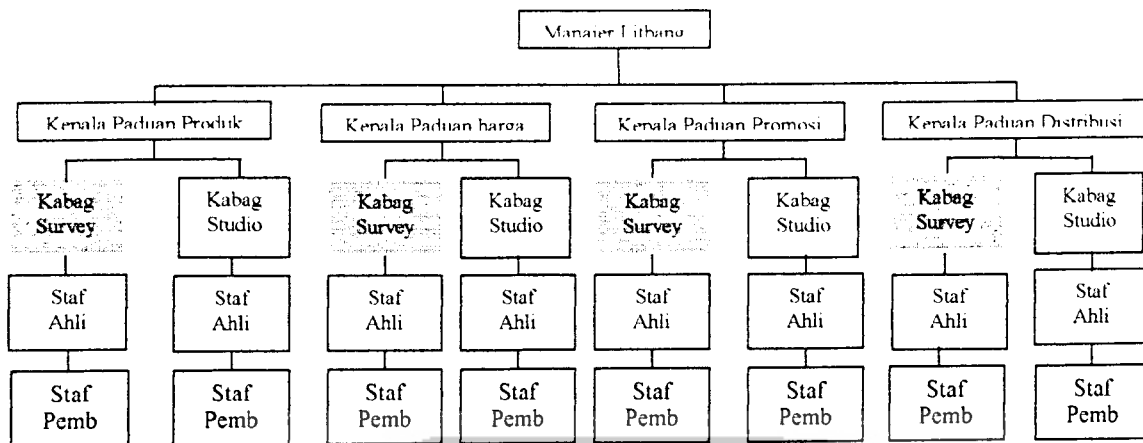 Manajer Litbang
Kepala Paduan Produk
Kepala Paduan harga
Kepala Paduan Promosi
Kepala Paduan Distribusi
Kabag
Survey
Kabag
Studio
Kabag
Survey
Kabag
Studio
Kabag
Survey
Kabag
Studio
Kabag
Survey
Kabag
Studio
Staf
Ahli
Staf
Ahli
Staf
Ahli
Staf
Ahli
Staf
Ahli
Staf
Ahli
Staf
Ahli
Staf
Ahli
Staf
Pemb
Staf
Pemb
Staf
Pemb
Staf
Pemb
Staf
Pemb
Staf
Pemb
Staf
Pemb
Staf
Pemb